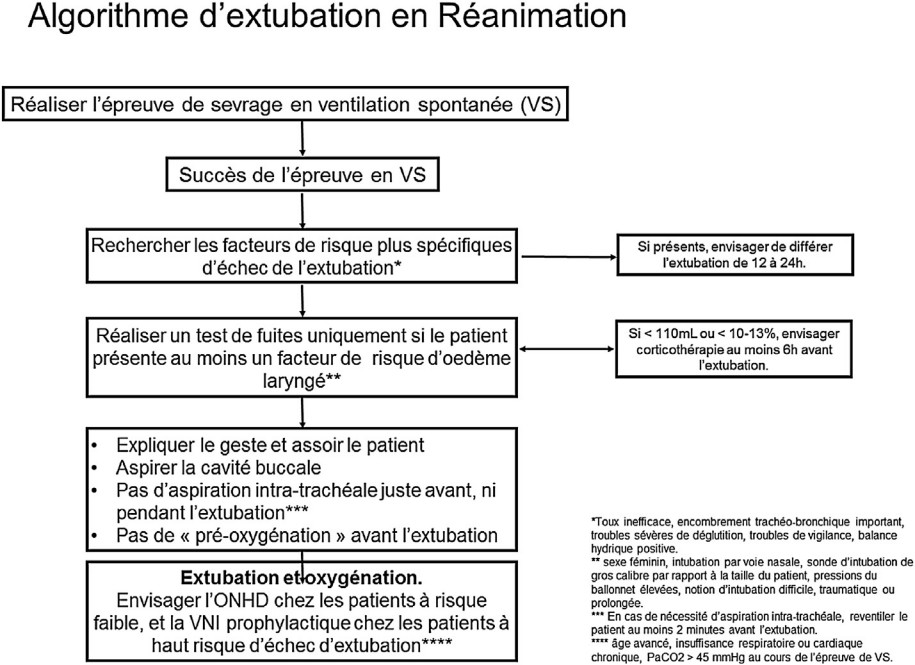 Algorithme d’extubation en Réanimation
Réaliser l’épreuve de sevrage en ventilation spontanée (VS)
Succès de l’épreuve en VS
Rechercher les facteurs de risque plus spécifiques
d’échec de l’extubation*
Si présents, envisager de différer
l’extubation de 12 à 24h.
Réaliser un test de fuites uniquement si le patient
présente au moins un facteur de risque d’oedème
laryngé**
Si < 110mL ou < 10-13%, envisager
corticothérapie au moins 6h avant
l’extubation.
• Expliquer le geste et assoir le patient
• Aspirer la cavité buccale
• Pas d’aspiration intra-trachéale juste avant, ni
pendant l’extubation***
• Pas de « pré-oxygénation » avant l’extubation
Extubation et oxygénation.
Envisager l’ONHD chez les patients à risque
faible, et la VNI prophylactique chez les patients à
haut risque d’échec d’extubation****
*Toux inefficace, encombrement trachéo-bronchique important,
troubles sévères de déglutition, troubles de vigilance, balance
hydrique positive.
** sexe féminin, intubation par voie nasale, sonde d’intubation de
gros calibre par rapport à la taille du patient, pressions du
ballonnet élevées, notion d’intubation difficile, traumatique ou
prolongée.
*** En cas de nécessité d’aspiration intra-trachéale, reventiler le
patient au moins 2 minutes avant l’extubation.
**** âge avancé, insuffisance respiratoire ou cardiaque
chronique, PaCO2 > 45 mmHg au cours de l’épreuve de VS.